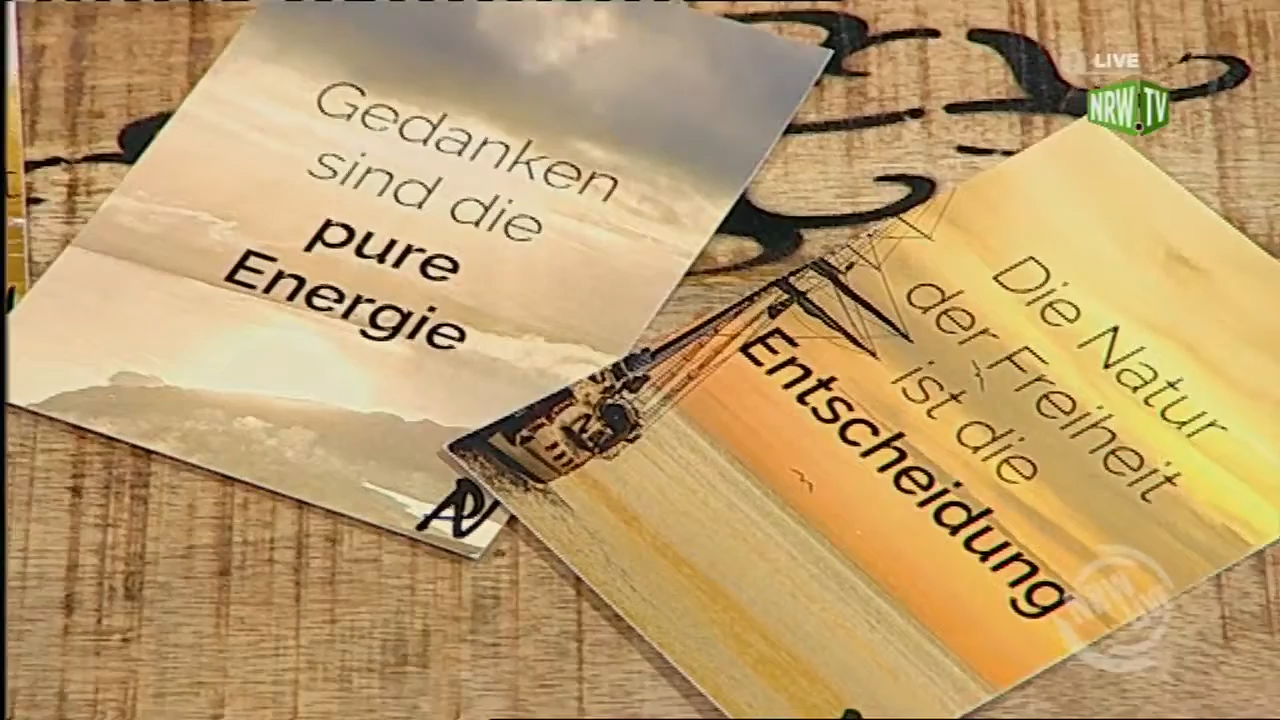 LIVE
NRW.TV
Gedanken
sind die
pure
Energie
Die Natur
der Freiheit
ist die
Entscheidung